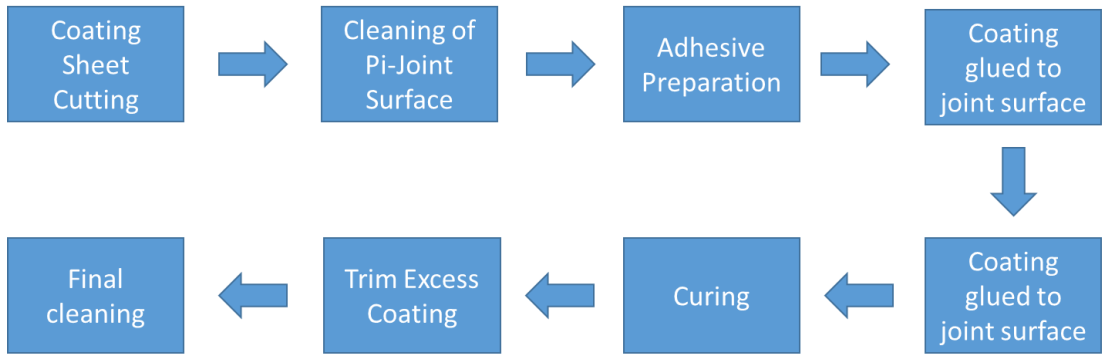 Coating
Sheet
Cutting
Cleaning of
Pi-Joint
Surface
Adhesive
Preparation
Coating
glued to
joint surface
Coating
glued to
joint surface
Curing
Trim Excess
Coating
Final
cleaning